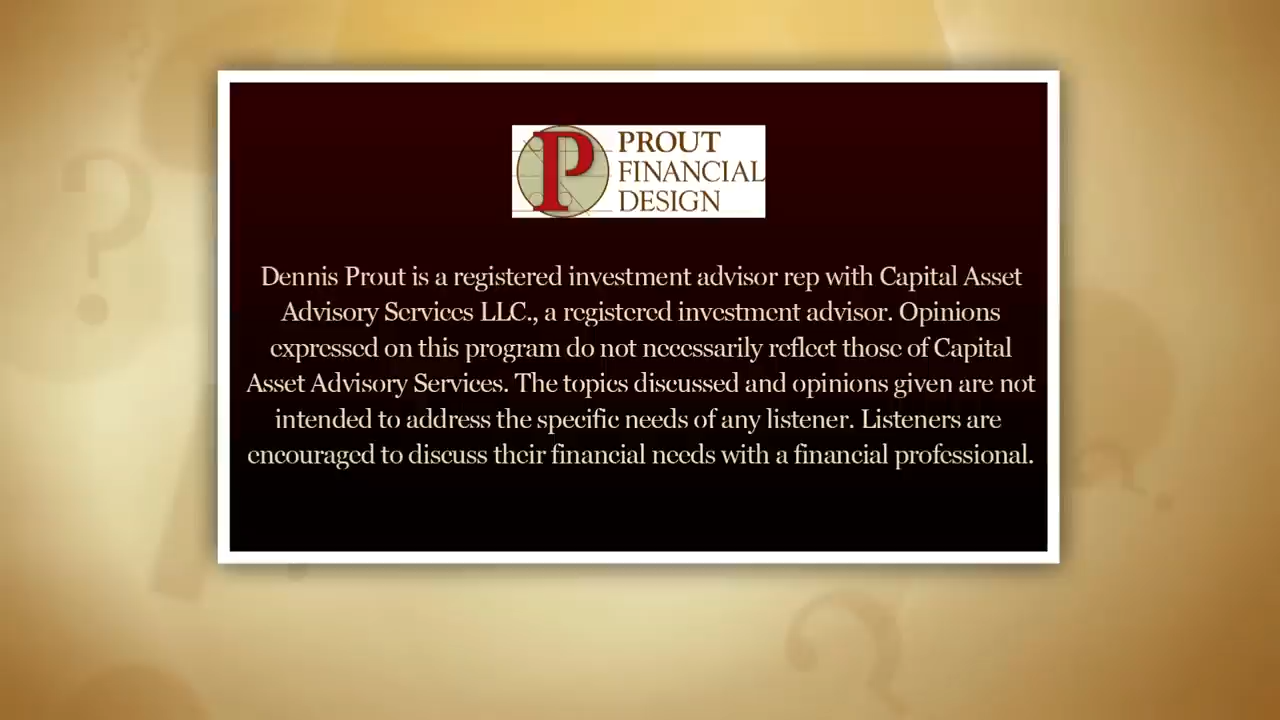 P PROUT
FINANCIAL
DESIGN
Dennis Prout is a registered investment advisor rep with Capital Asset
Advisory Services LLC., a registered investment advisor. Opinions
expressed on this program do not necessarily reflect those of Capital
Asset Advisory Services. The topics discussed and opinions given are not
intended to address the specific needs of any listener. Listeners are
encouraged to discuss their financial needs with a financial professional.